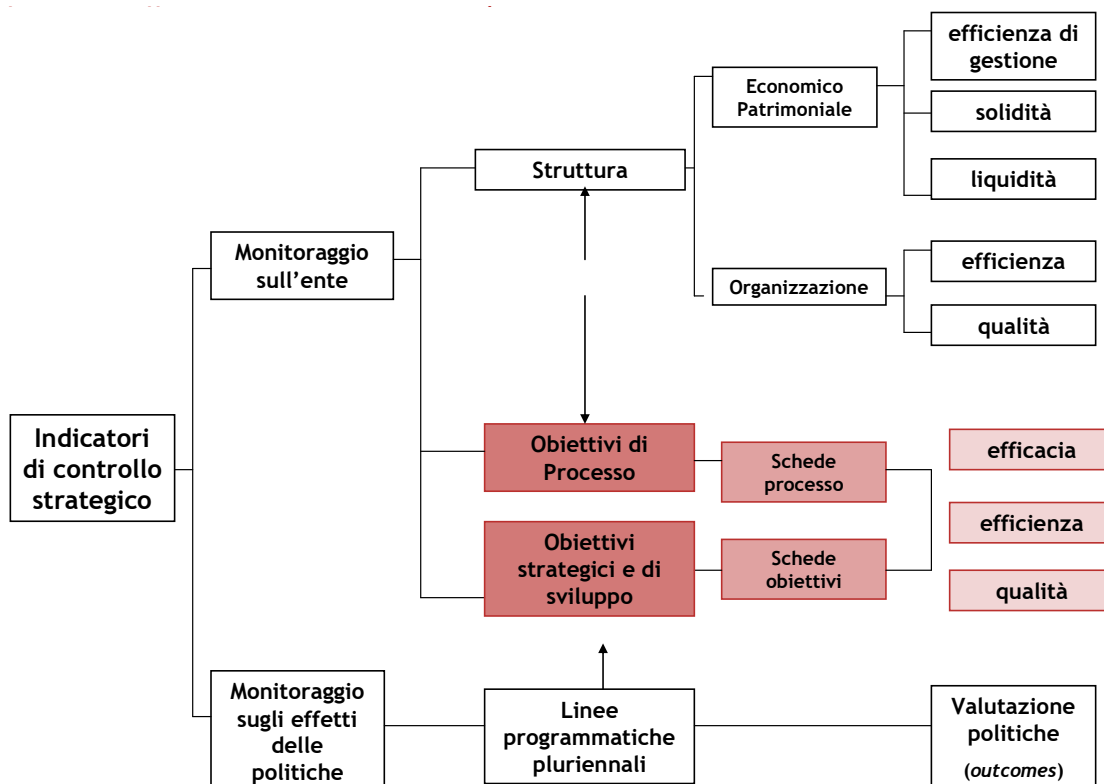 efficienza di
gestione
Economico
Patrimoniale
solidità
Struttura
liquidità
Monitoraggio
sull'ente
efficienza
Organizzazione
qualità
Indicatori
di controllo
strategico
Obiettivi di
Processo
Schede
processo
efficacia
efficienza
Obiettivi
strategici e di
sviluppo
Schede
obiettivi
qualità
Monitoraggio
sugli effetti
delle
politiche
Linee
programmatiche
pluriennali
Valutazione
politiche
(outcomes)